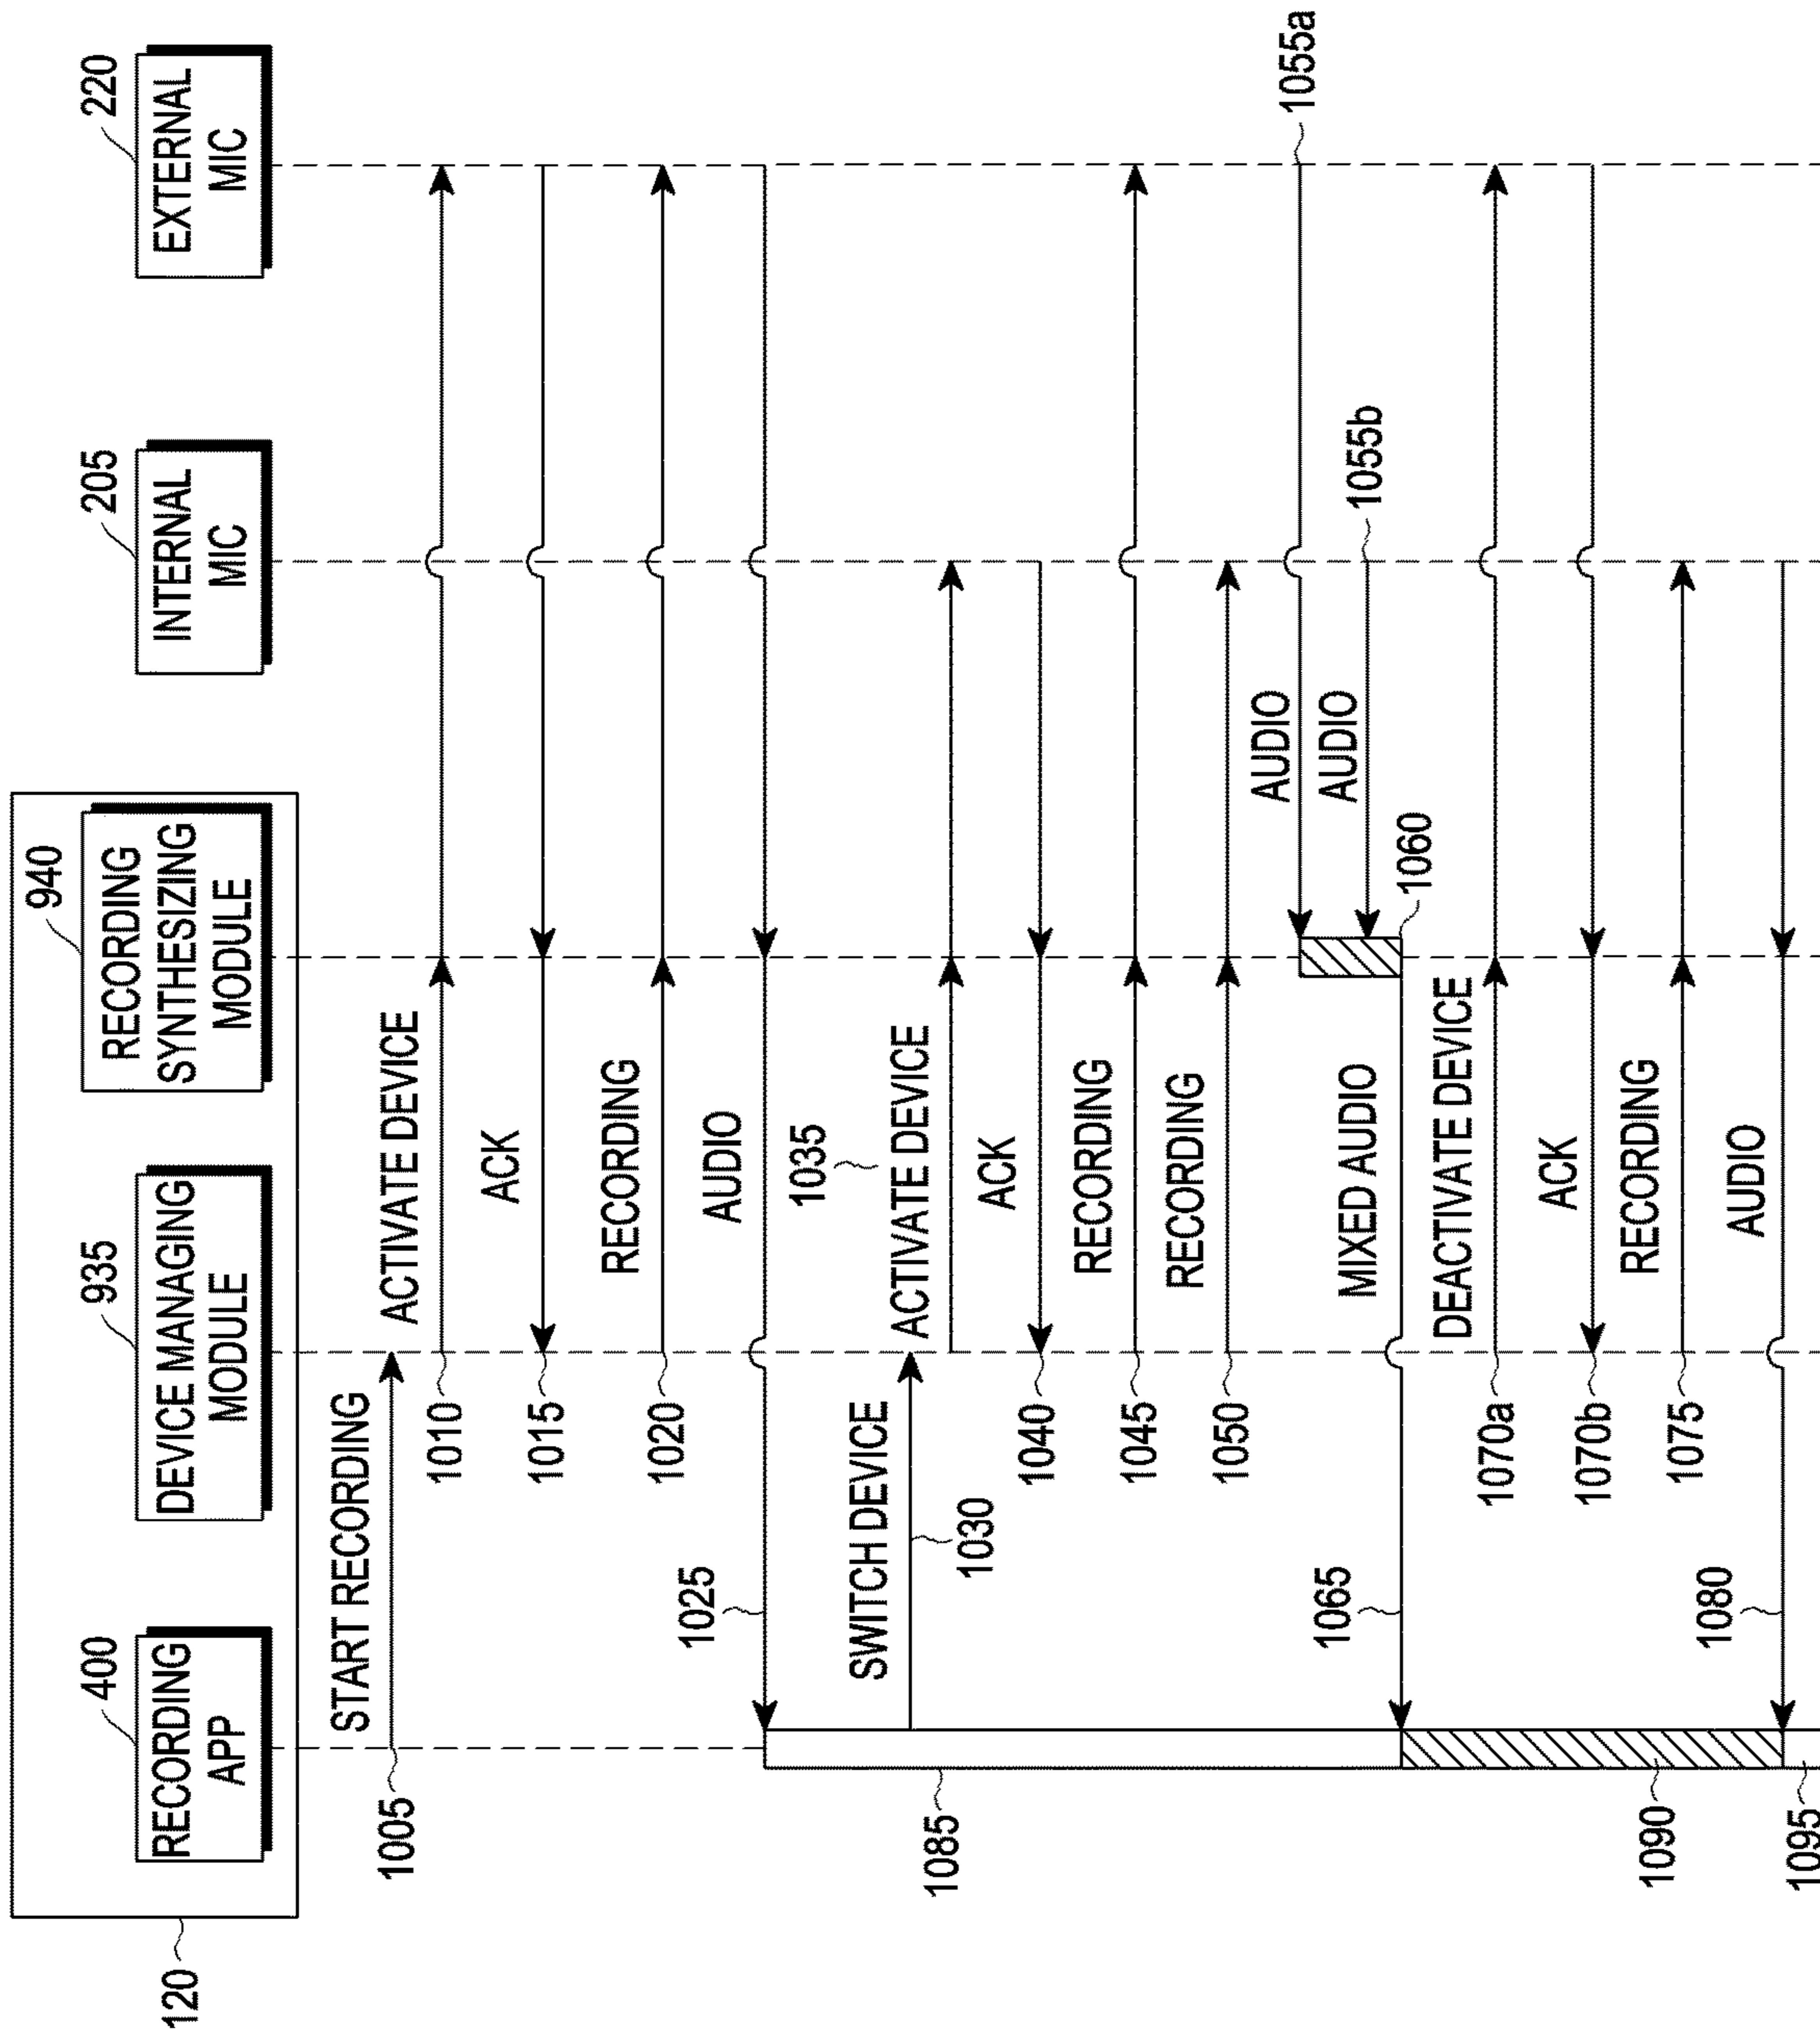 120
400
RECORDING
APP
935
DEVICE MANAGING
MODULE
940
RECORDING
SYNTHESIZING
MODULE
205
INTERNAL
MIC
220
EXTERNAL
MIC
START RECORDING
1005
ACTIVATE DEVICE
1010
ACK
1015
RECORDING
1020
AUDIO
1025
SWITCH DEVICE
1030
1085
1035
ACTIVATE DEVICE
ACK
1040
RECORDING
1045
RECORDING
1050
AUDIO
1055a
AUDIO
1055b
1060
MIXED AUDIO
1065
DEACTIVATE DEVICE
1070a
ACK
1070b
RECORDING
1075
1090
AUDIO
1080
1095